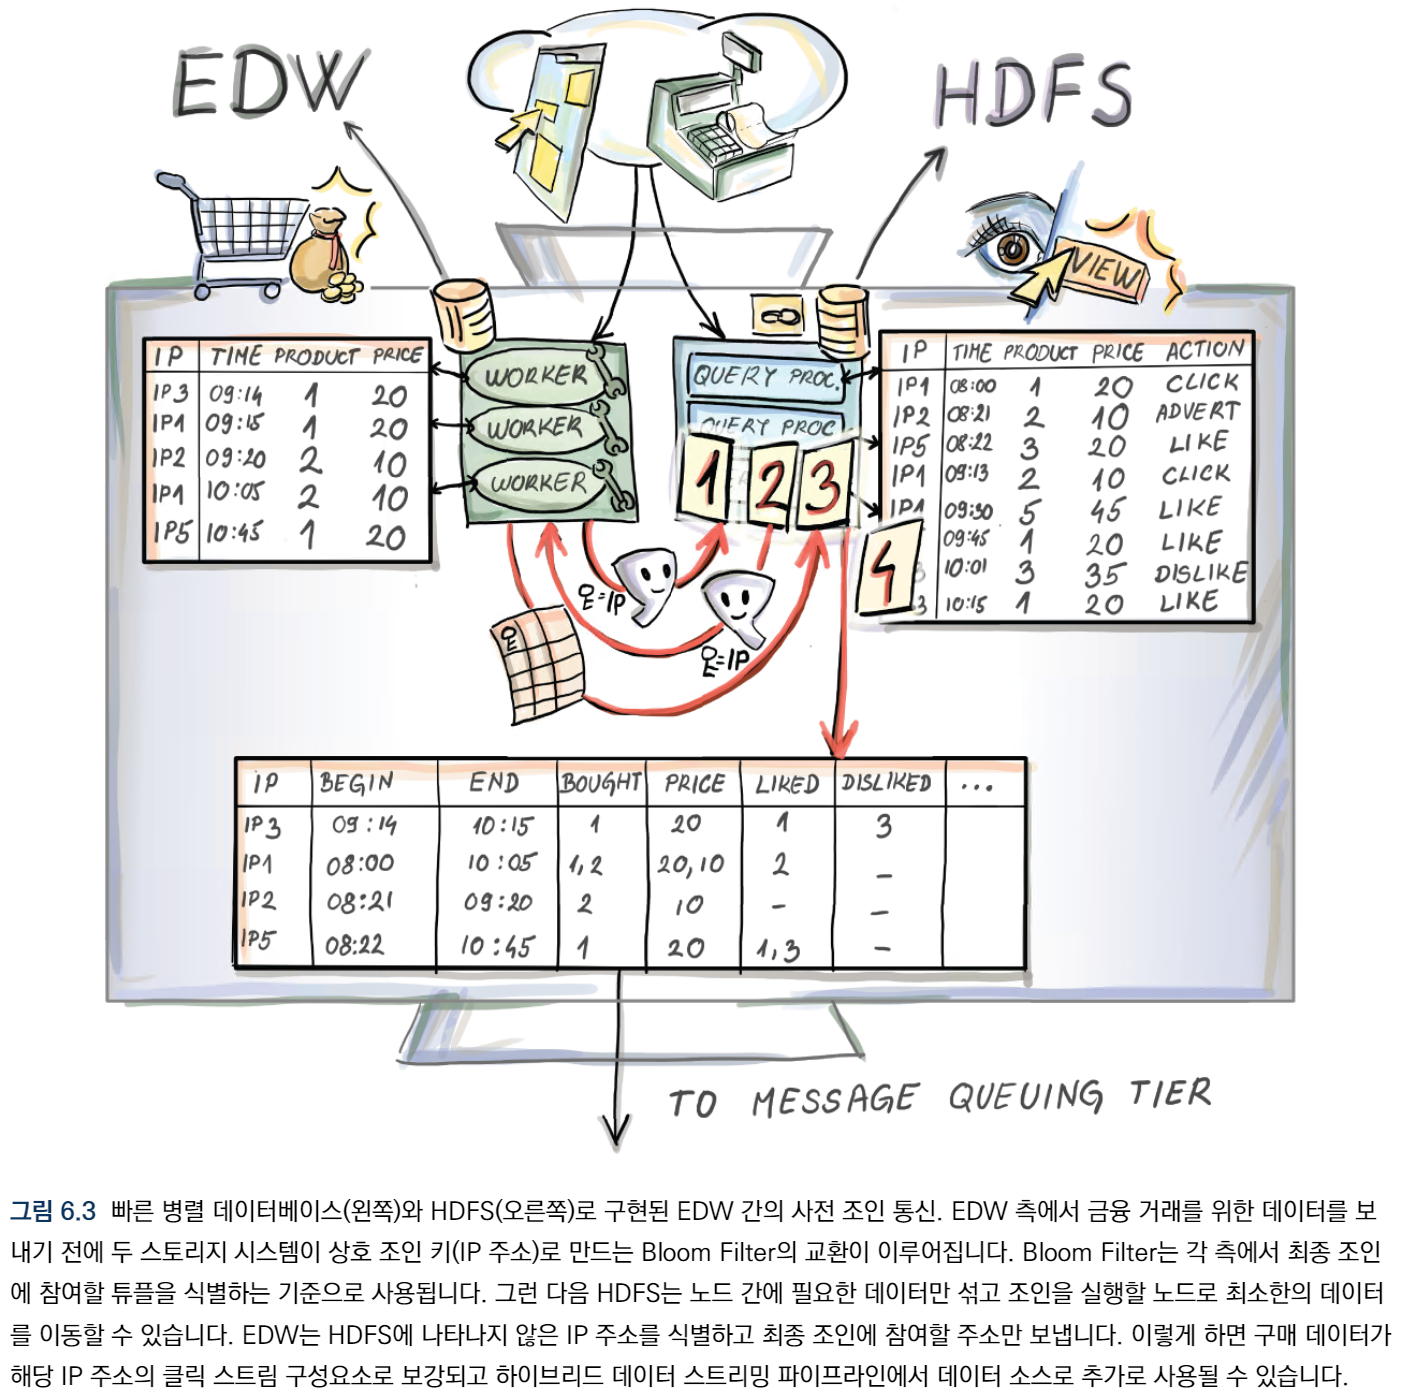 EDW
HDFS
VIEW
IP TIME PRODUCT PRICE
IP3 09:14 1 20
IP1 09:15 1 20
IP2 09:20 2 10
IP1 10:05 2 10
IP5 10:45 1 20
WORKER
WORKER
WORKER
QUERY PROC.
QUERY PROC
1 2 3
4
IP TIME PRODUCT PRICE ACTION
IP1 08:00 1 20 CLICK
IP2 08:21 2 10 ADVERT
IP5 08:22 3 20 LIKE
IP1 09:13 2 10 CLICK
IP1 09:30 5 45 LIKE
09:45 1 20 LIKE
10:01 3 35 DISLIKE
3 10:15 1 20 LIKE
=IP
=IP
IP BEGIN END BOUGHT PRICE LIKED DISLIKED ...
IP3 09:14 10:15 1 20 1 3
IP1 08:00 10:05 1,2 20,10 2 –
IP2 08:21 09:20 2 10 – –
IP5 08:22 10:45 1 20 1,3 –
TO MESSAGE QUEUING TIER
그림 6.3 빠른 병렬 데이터베이스(왼쪽)와 HDFS(오른쪽)로 구현된 EDW 간의 사전 조인 통신. EDW 측에서 금융 거래를 위한 데이터를 보
내기 전에 두 스토리지 시스템이 상호 조인 키(IP 주소)로 만드는 Bloom Filter의 교환이 이루어집니다. Bloom Filter는 각 측에서 최종 조인
에 참여할 튜플을 식별하는 기준으로 사용됩니다. 그런 다음 HDFS는 노드 간에 필요한 데이터만 섞고 조인을 실행할 노드로 최소한의 데이터
를 이동할 수 있습니다. EDW는 HDFS에 나타나지 않은 IP 주소를 식별하고 최종 조인에 참여할 주소만 보냅니다. 이렇게 하면 구매 데이터가
해당 IP 주소의 클릭 스트림 구성요소로 보강되고 하이브리드 데이터 스트리밍 파이프라인에서 데이터 소스로 추가로 사용될 수 있습니다.